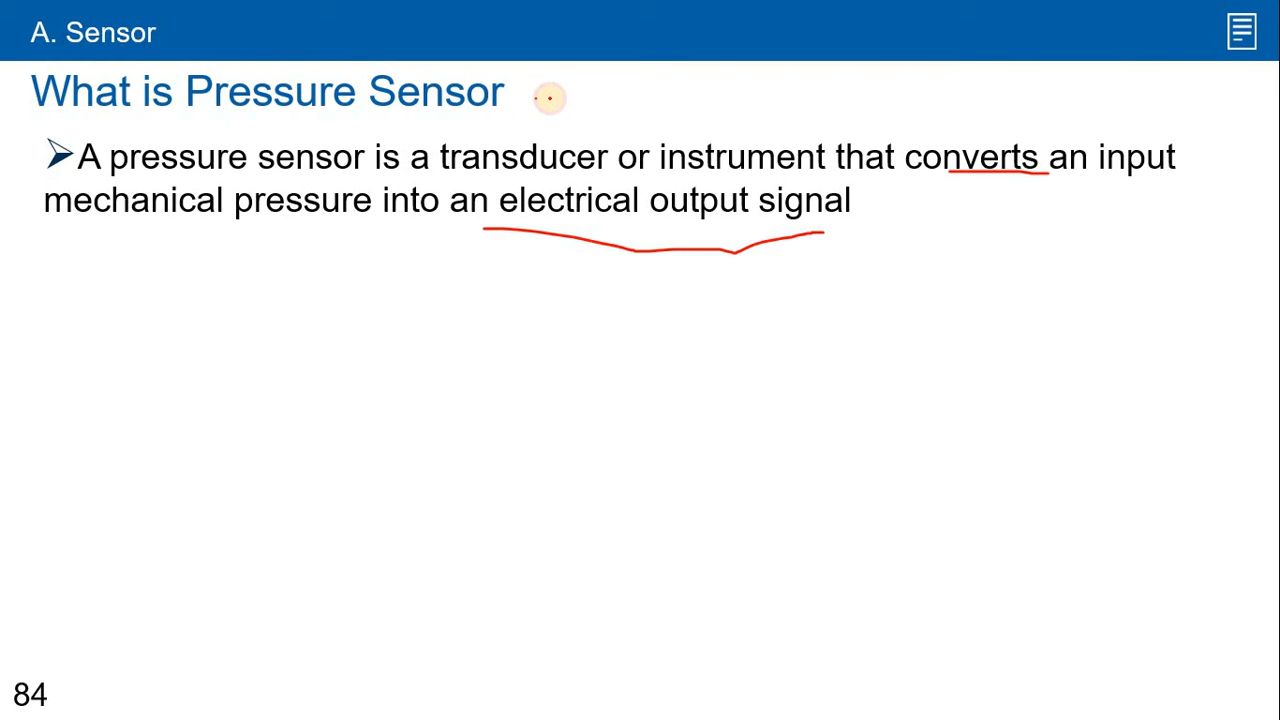 A. Sensor
What is Pressure Sensor
A pressure sensor is a transducer or instrument that converts an input
mechanical pressure into an electrical output signal
84